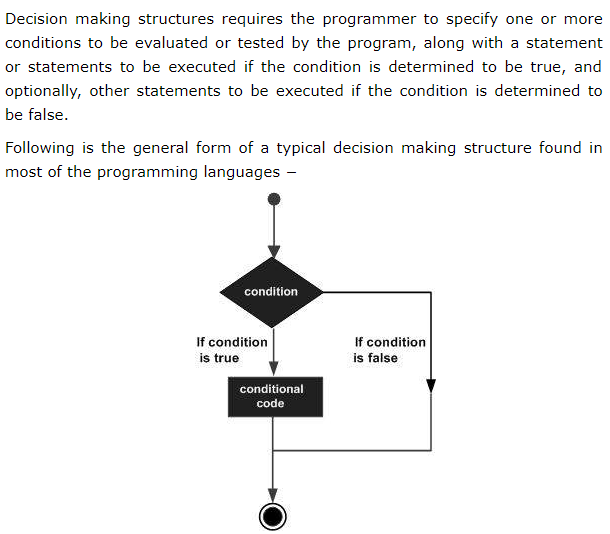 Decision making structures requires the programmer to specify one or more
conditions to be evaluated or tested by the program, along with a statement
or statements to be executed if the condition is determined to be true, and
optionally, other statements to be executed if the condition is determined to
be false.
Following is the general form of a typical decision making structure found in
most of the programming languages −
condition
If condition
is true
If condition
is false
conditional
code